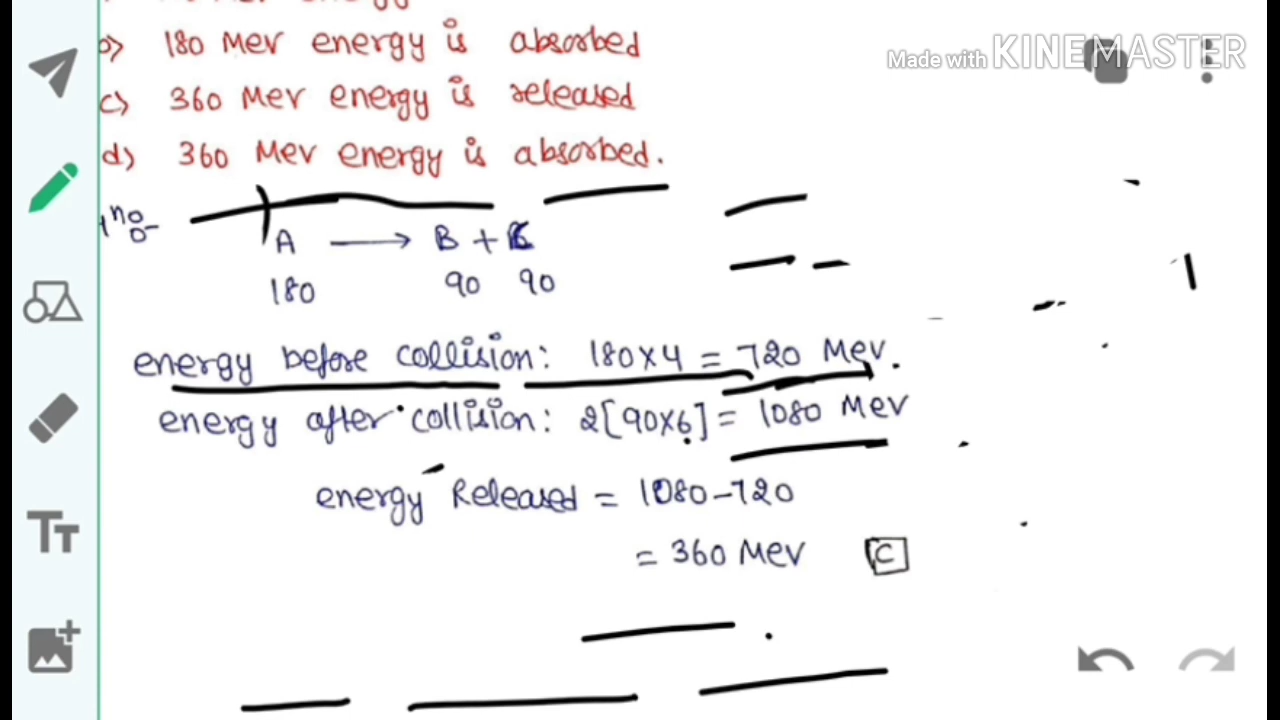 b) 180 Mev energy is absorbed
Made with KINEMASTER
c) 360 Mev energy is released
d) 360 Mev energy is absorbed.
A → B +
180 90 90
energy before collision: 180×4 = 720 Mev.
energy after collision: 2[90×6] = 1080 Mev
energy Released = 1080-720
= 360 Mev C
TT